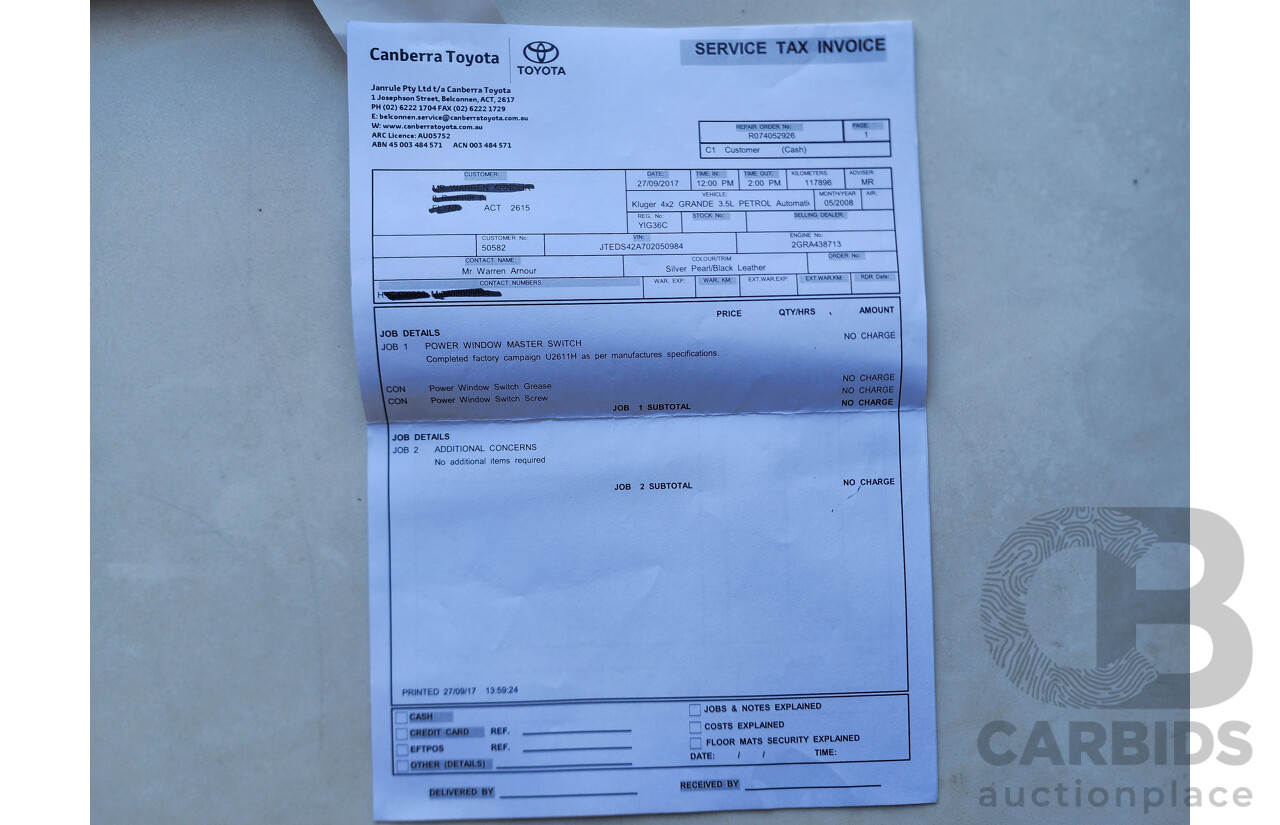 Canberra Toyota
TOYOTA
SERVICE TAX INVOICE
Janrule Pty Ltd t/a Canberra Toyota
1 Josephson Street, Belconnen, ACT, 2617
PH (02) 6222 1704 FAX (02) 6222 1729
E: belconnen.service@canberratoyota.com.au
W: www.canberratoyota.com.au
ARC Licence: AU05752
ABN 45 003 484 571 ACN 003 484 571
REPAIR ORDER No: PAGE:
R074052926 1
C1 Customer (Cash)
CUSTOMER: DATE: TIME IN: TIME OUT: KILOMETERS: ADVISER:
27/09/2017 12:00 PM 2:00 PM 117896 MR
VEHICLE: MONTH/YEAR AIR:
Kluger 4x2 GRANDE 3.5L PETROL Automati 05/2008
ACT 2615
REG. No: STOCK No: SELLING DEALER:
YIG36C
CUSTOMER No: VIN: ENGINE No:
50582 JTEDS42A702050984 2GRA438713
CONTACT NAME: COLOUR/TRIM ORDER No:
Mr Warren Arnour Silver Pearl/Black Leather
CONTACT NUMBERS: WAR. EXP: WAR. KM: EXT.WAR.EXP: EXT.WAR.KM: RDR Date:
PRICE QTY/HRS AMOUNT
JOB DETAILS
JOB 1 POWER WINDOW MASTER SWITCH NO CHARGE
Completed factory campaign U2611H as per manufactures specifications.
NO CHARGE
CON Power Window Switch Grease NO CHARGE
CON Power Window Switch Screw
JOB 1 SUBTOTAL NO CHARGE
JOB DETAILS
JOB 2 ADDITIONAL CONCERNS
No additional items required
JOB 2 SUBTOTAL NO CHARGE
PRINTED 27/09/17 13:59:24
CASH
CREDIT CARD REF.
EFTPOS REF.
OTHER (DETAILS)
JOBS & NOTES EXPLAINED
COSTS EXPLAINED
FLOOR MATS SECURITY EXPLAINED
DATE: / / TIME:
DELIVERED BY RECEIVED BY
CB
CARBIDS
auctionplace